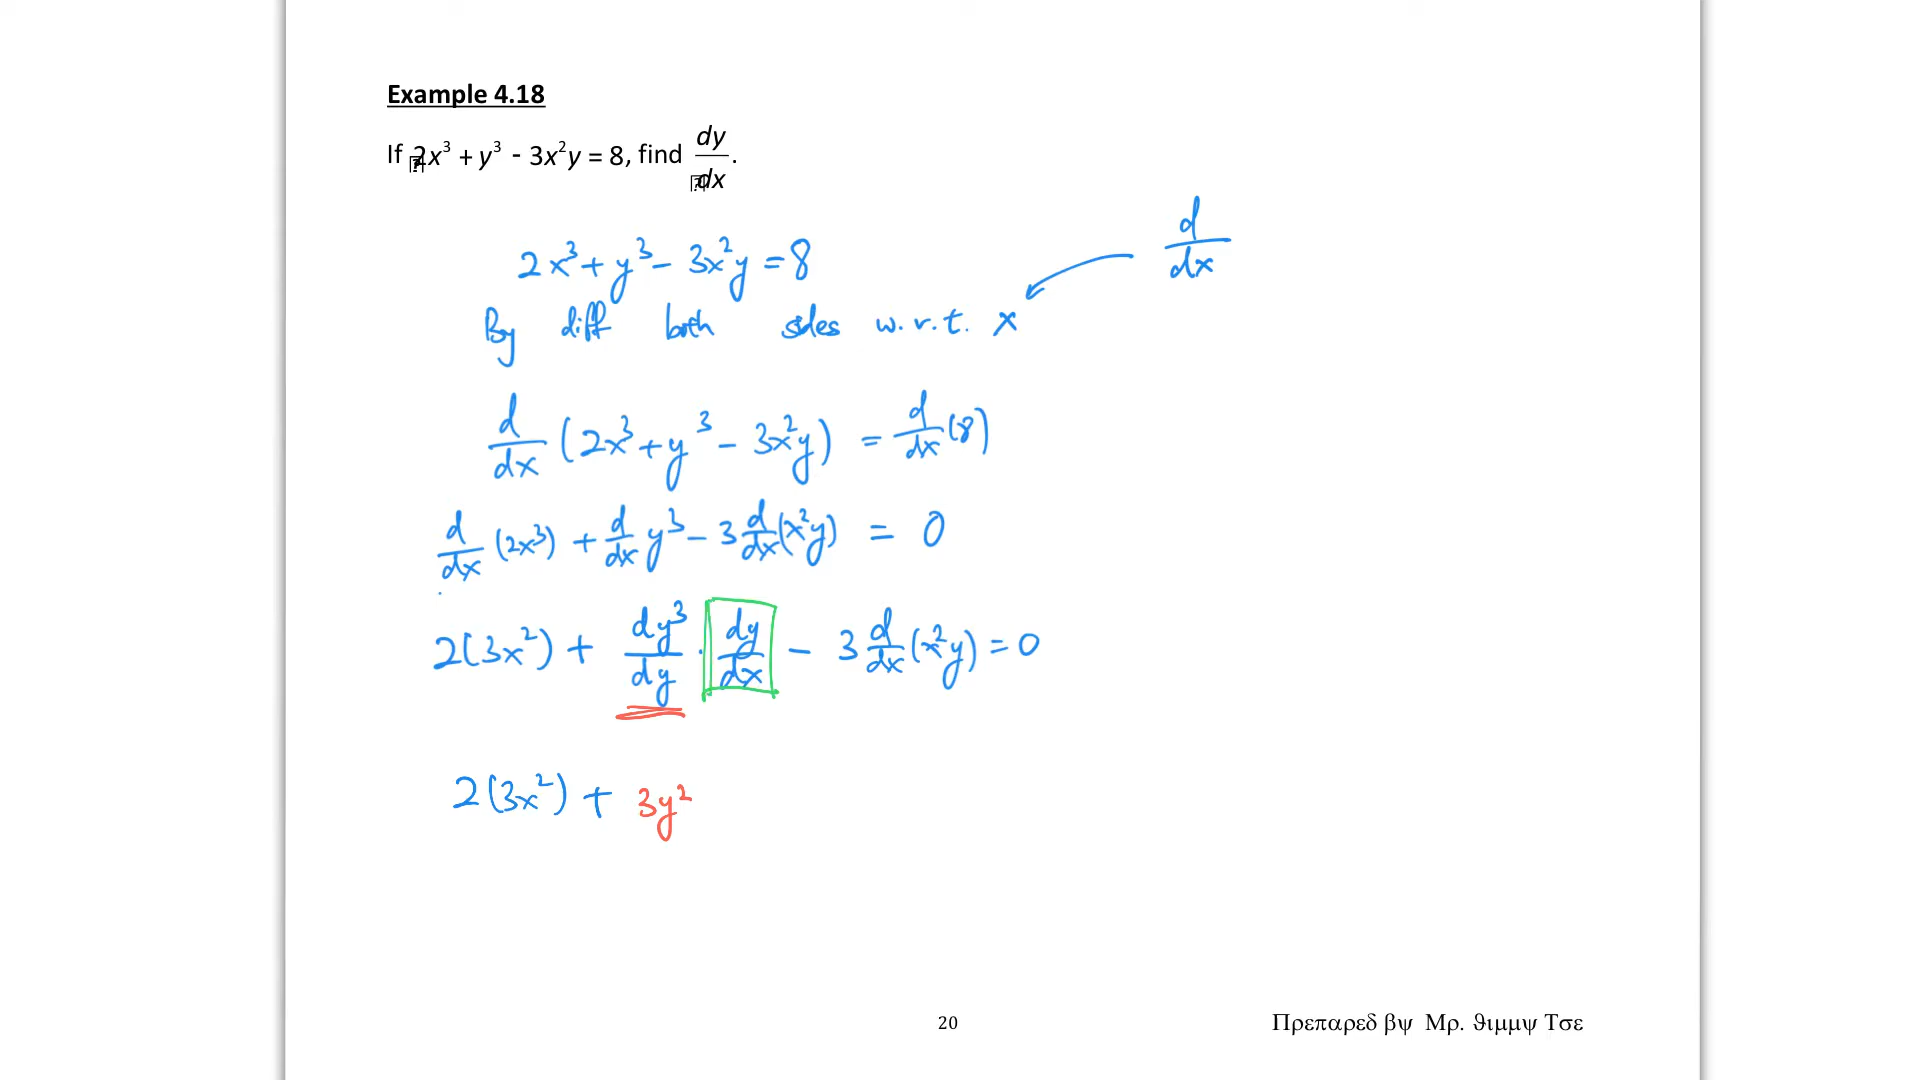 Example 4.18
If 2x³ + y³ - 3x²y = 8, find dy/dx.
d/dx
2x³ + y³ - 3x²y = 8
By diff both sides w.r.t. x
d/dx (2x³ + y³ - 3x²y) = d/dx (8)
d/dx (2x³) + d/dx y³ - 3 d/dx (x²y) = 0
2(3x²) + dy³/dy · dy/dx - 3 d/dx (x²y) = 0
2(3x²) + 3y²
20
Πρεπαρεδ βψ Μρ. ϑιμμψ Τσε